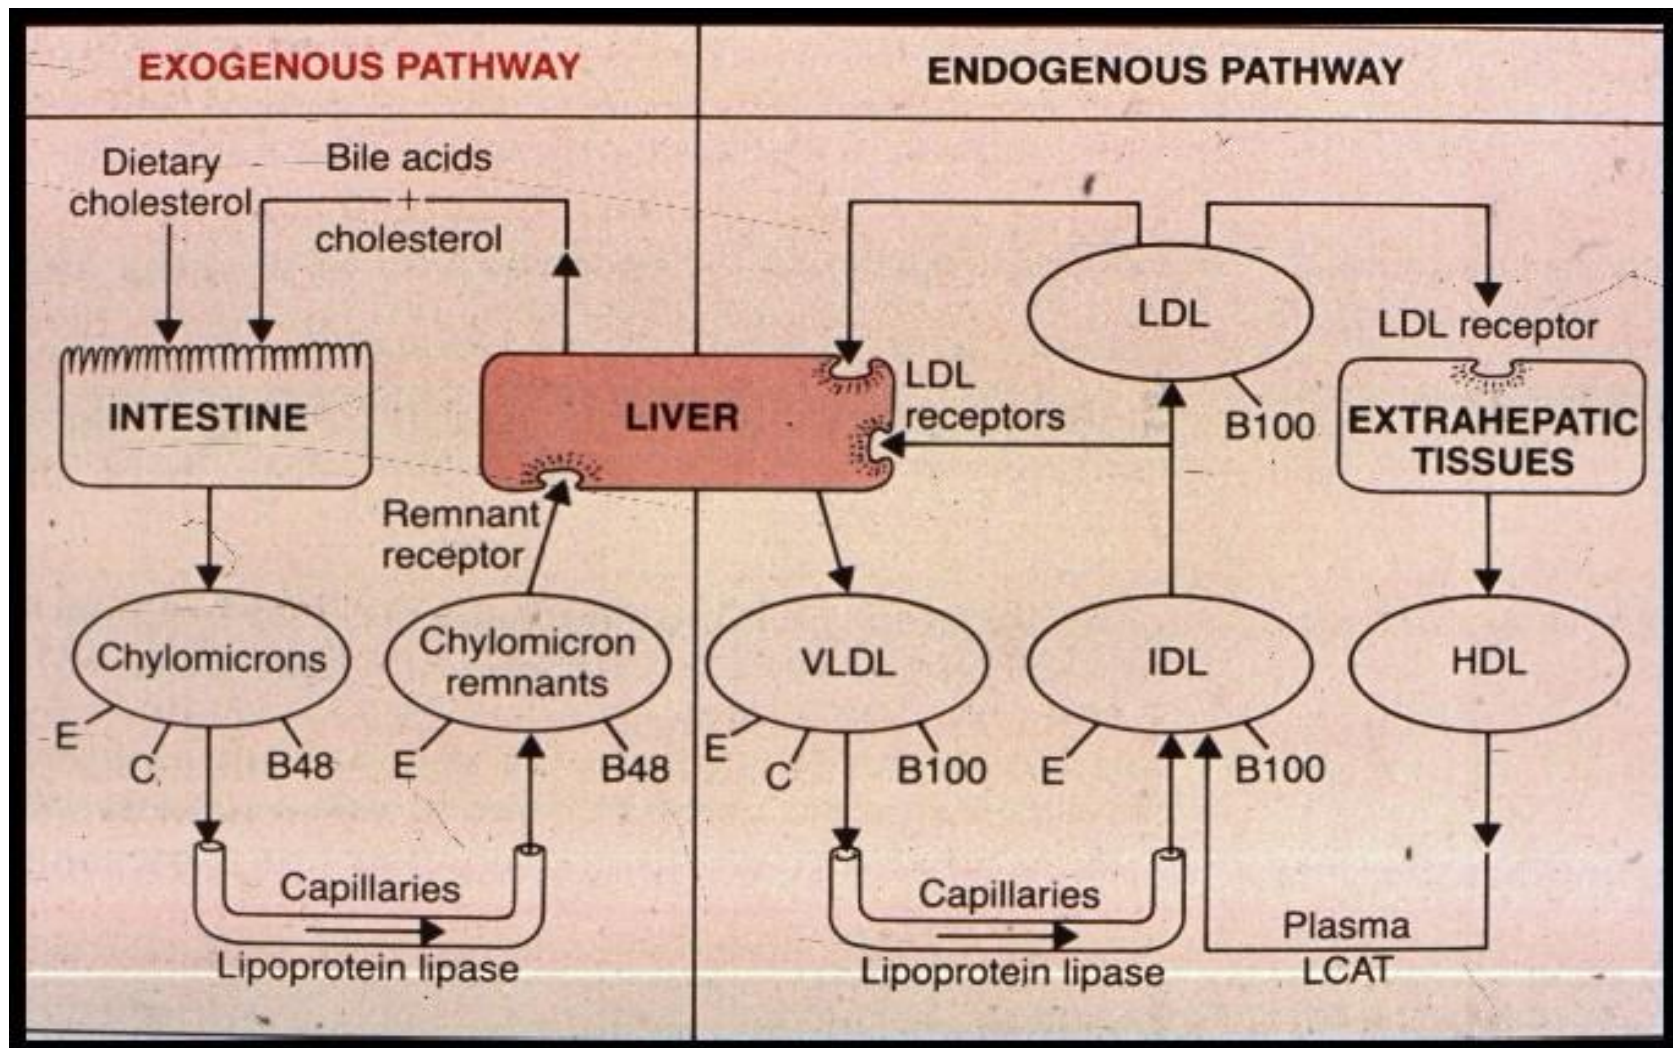 EXOGENOUS PATHWAY
ENDOGENOUS PATHWAY
Dietary
cholesterol
Bile acids
+
cholesterol
INTESTINE
LIVER
LDL
receptors
Remnant
receptor
LDL
B100
LDL receptor
EXTRAHEPATIC
TISSUES
Chylomicrons
E
C
B48
Chylomicron
remnants
E
B48
VLDL
E
C
B100
IDL
E
B100
HDL
Capillaries
Lipoprotein lipase
Capillaries
Lipoprotein lipase
Plasma
LCAT